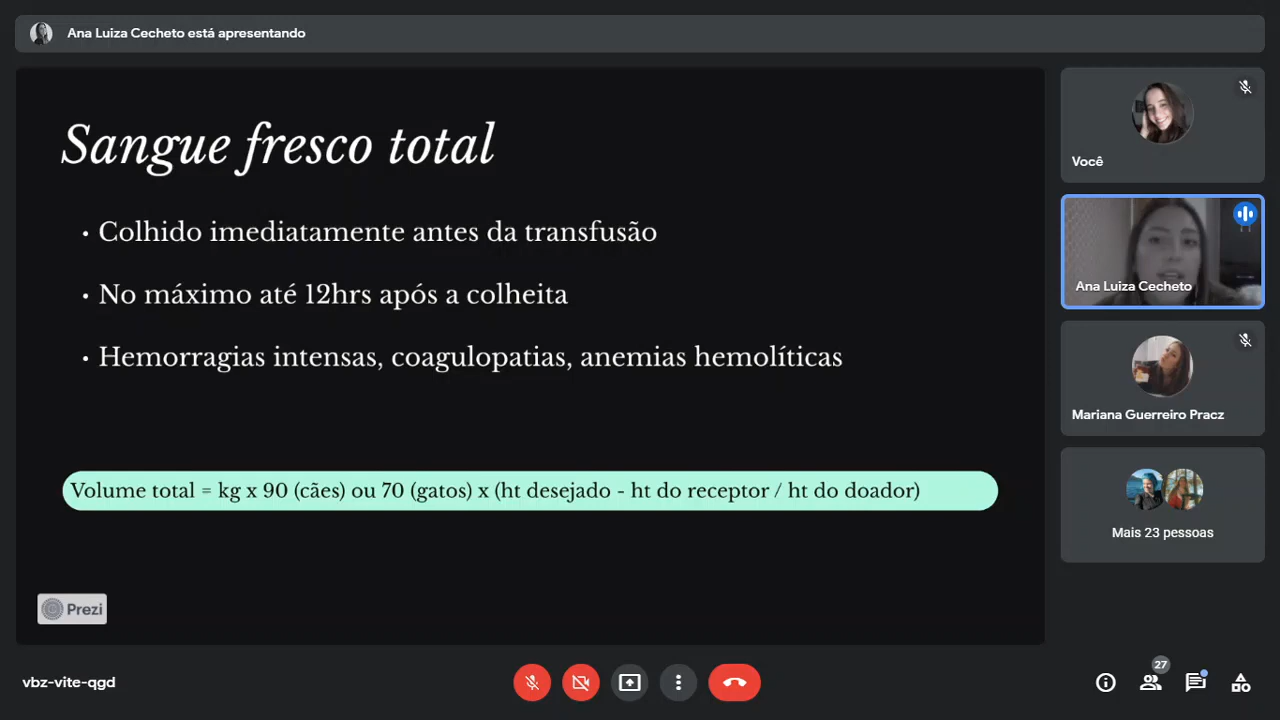 Ana Luiza Cecheto está apresentando
Sangue fresco total
• Colhido imediatamente antes da transfusão
• No máximo até 12hrs após a colheita
• Hemorragias intensas, coagulopatias, anemias hemolíticas
Volume total = kg x 90 (cães) ou 70 (gatos) x (ht desejado - ht do receptor / ht do doador)
Prezi
Você
Ana Luiza Cecheto
Mariana Guerreiro Pracz
Mais 23 pessoas
vbz-vite-qgd
27